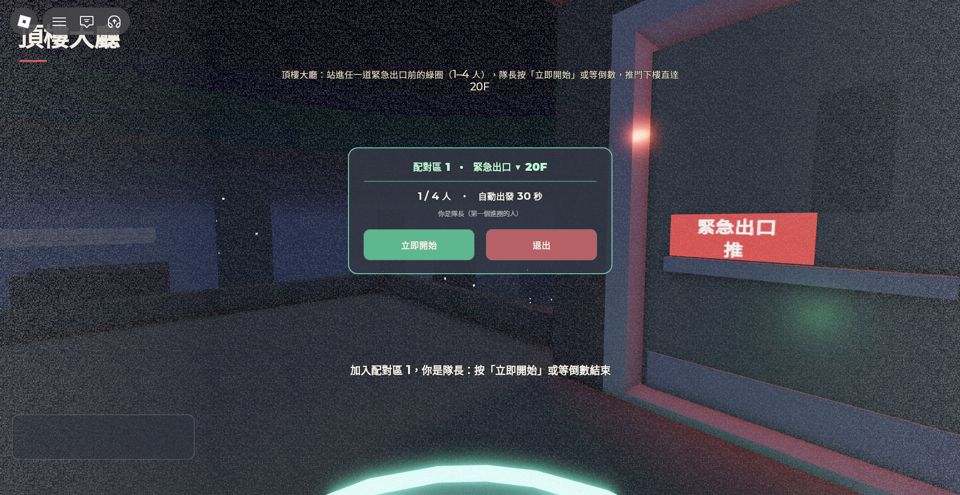 頂樓大廳
頂樓大廳：站進任一道緊急出口前的綠圈（1–4 人），隊長按「立即開始」或等倒數，推門下樓直達
20F
配對區 1 • 緊急出口 ▼ 20F
1 / 4 人 • 自動出發 30 秒
你是隊長（第一個進圈的人）
立即開始
退出
緊急出口
推
加入配對區 1，你是隊長：按「立即開始」或等倒數結束